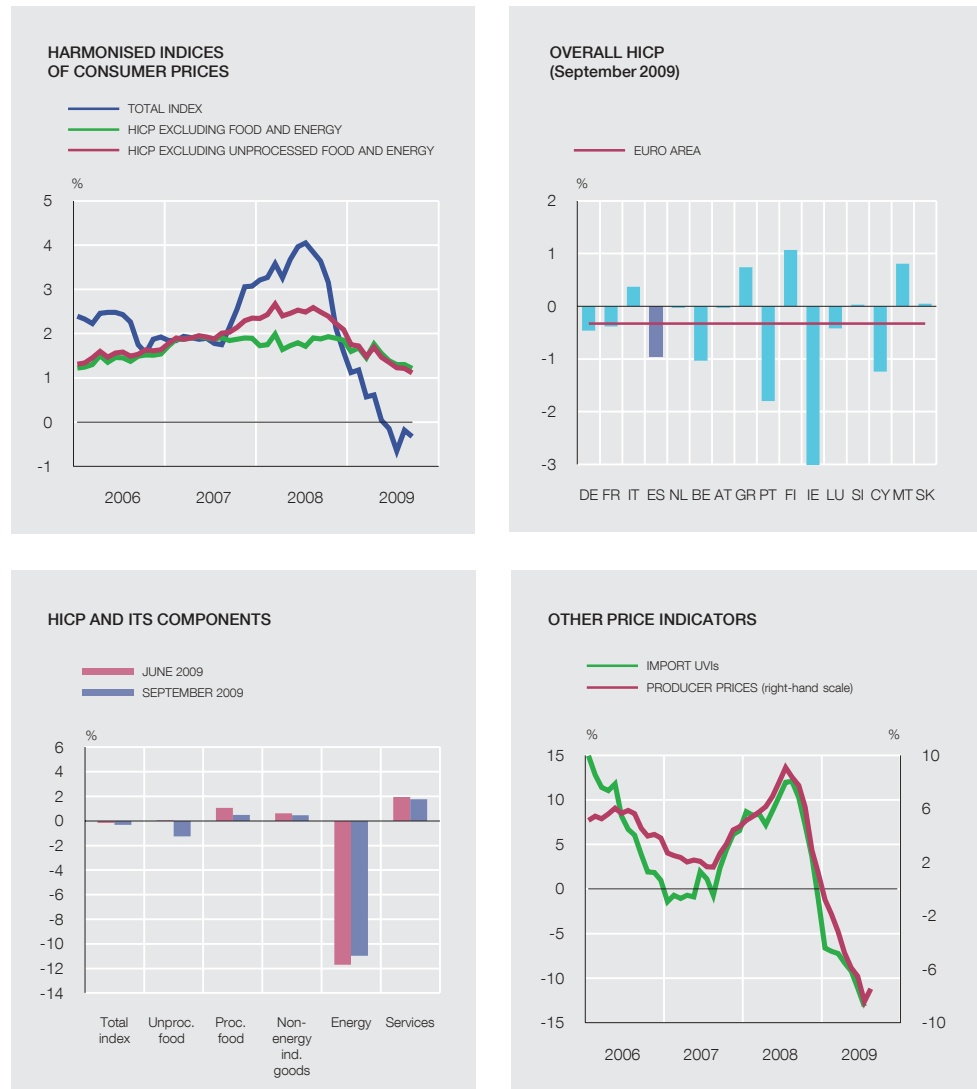 HARMONISED INDICES
OF CONSUMER PRICES
TOTAL INDEX
HICP EXCLUDING FOOD AND ENERGY
HICP EXCLUDING UNPROCESSED FOOD AND ENERGY
%
5
4
3
2
1
0
-1
2006 2007 2008 2009
OVERALL HICP
(September 2009)
EURO AREA
%
2
1
0
-1
-2
-3
DE FR IT ES NL BE AT GR PT FI IE LU SI CY MT SK
HICP AND ITS COMPONENTS
JUNE 2009
SEPTEMBER 2009
%
6
4
2
0
-2
-4
-6
-8
-10
-12
-14
Total index
Unproc. food
Proc. food
Non-energy ind. goods
Energy
Services
OTHER PRICE INDICATORS
IMPORT UVIs
PRODUCER PRICES (right-hand scale)
% %
15 10
10 6
5 2
0 -2
-5 -6
-10 -10
-15
2006 2007 2008 2009